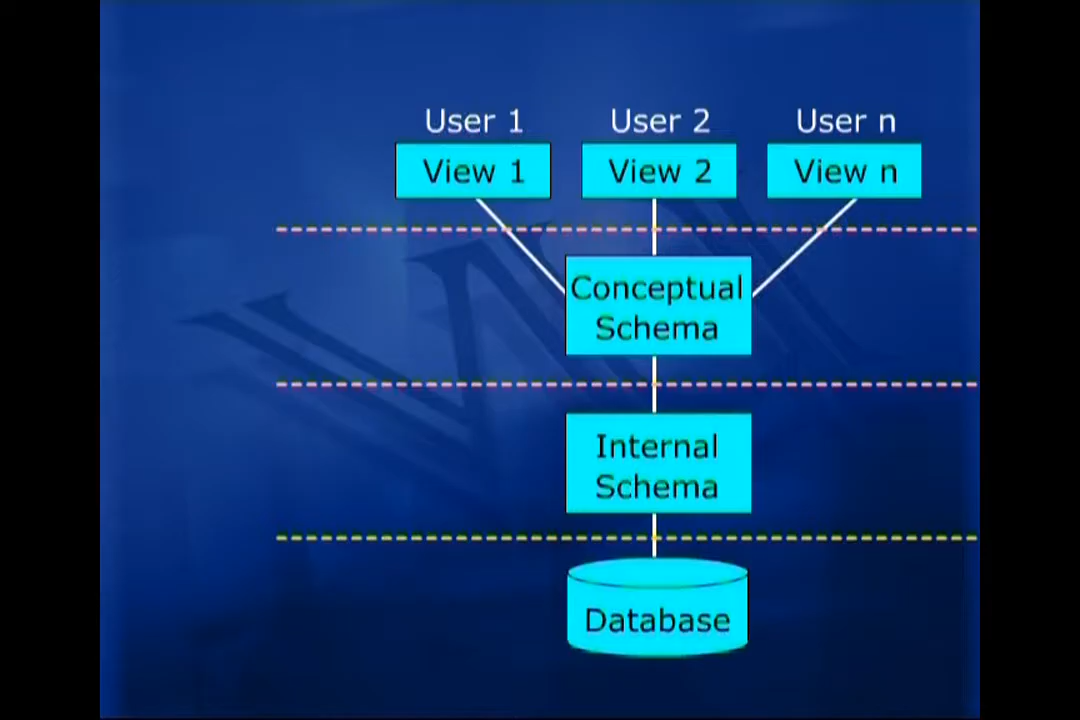 User 1
User 2
User n
View 1
View 2
View n
Conceptual
Schema
Internal
Schema
Database